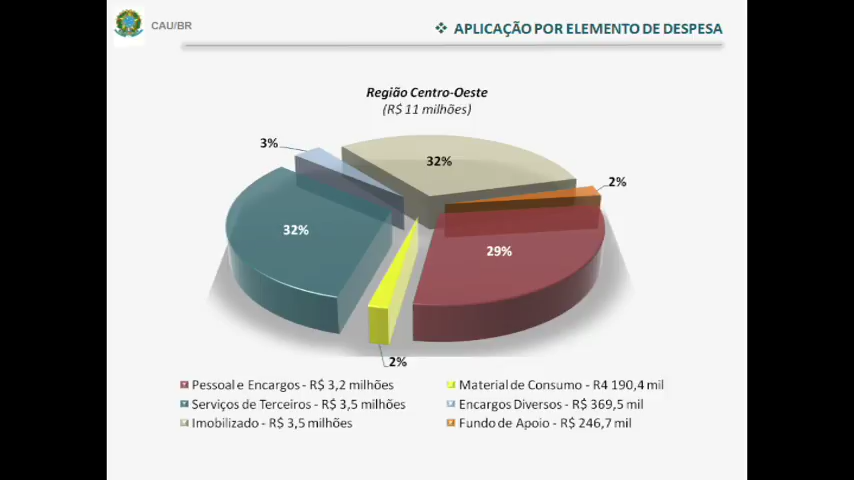 CAU/BR
❖ APLICAÇÃO POR ELEMENTO DE DESPESA
Região Centro-Oeste
(R$ 11 milhões)
3%
32%
2%
32%
29%
2%
Pessoal e Encargos - R$ 3,2 milhões
Material de Consumo - R4 190,4 mil
Serviços de Terceiros - R$ 3,5 milhões
Encargos Diversos - R$ 369,5 mil
Imobilizado - R$ 3,5 milhões
Fundo de Apoio - R$ 246,7 mil